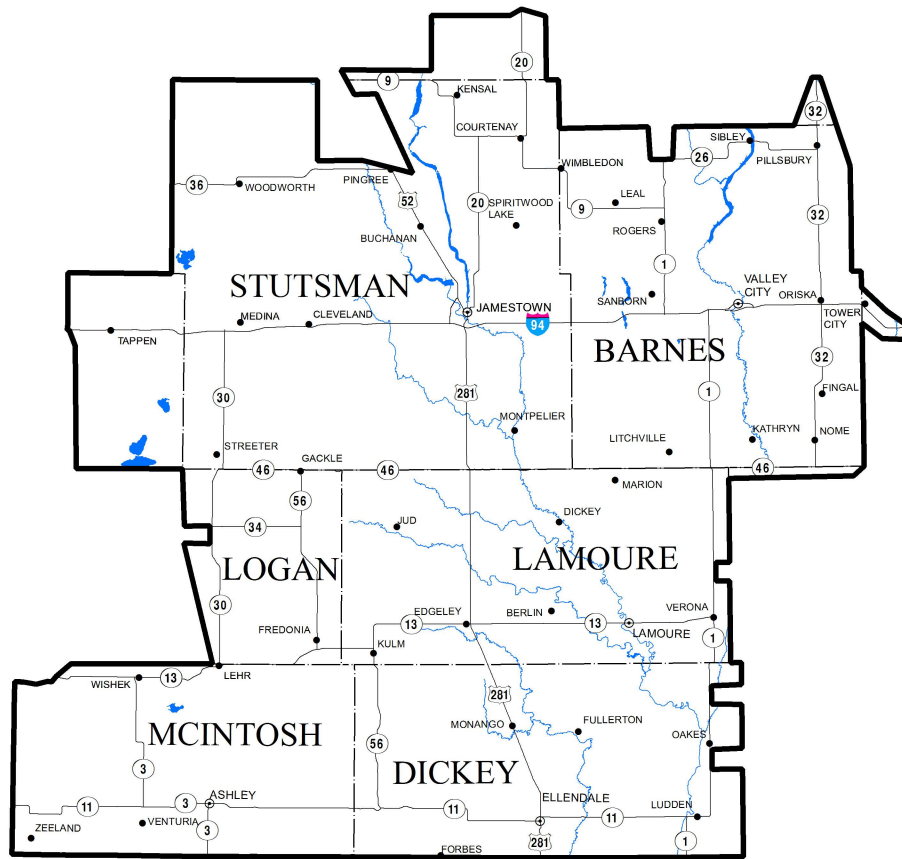 20
9
KENSAL
32
COURTENAY
SIBLEY
26
PILLSBURY
WIMBLEDON
PINGREE
36
WOODWORTH
52
20
LEAL
SPIRITWOOD
LAKE
9
32
ROGERS
BUCHANAN
1
STUTSMAN
VALLEY
CITY
SANBORN
ORISKA
JAMESTOWN
TOWER
CITY
MEDINA
CLEVELAND
94
TAPPEN
BARNES
32
30
281
1
FINGAL
MONTPELIER
LITCHVILLE
KATHRYN
NOME
STREETER
GACKLE
46
46
46
MARION
56
34
JUD
DICKEY
LOGAN
LAMOURE
30
EDGELEY
BERLIN
VERONA
13
13
LAMOURE
FREDONIA
1
KULM
LEHR
WISHEK
13
281
MONANGO
FULLERTON
OAKES
MCINTOSH
56
3
DICKEY
ASHLEY
ELLENDALE
11
3
11
11
LUDDEN
ZEELAND
VENTURIA
3
281
1
FORBES